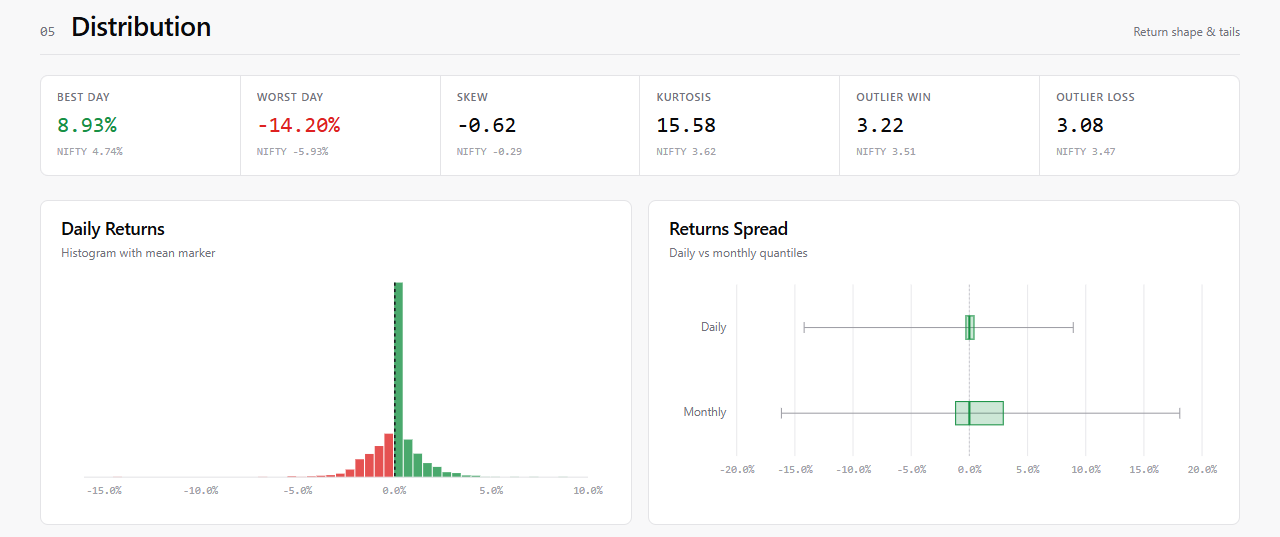 05 Distribution Return shape & tails
BEST DAY WORST DAY SKEW KURTOSIS OUTLIER WIN OUTLIER LOSS
8.93% -14.20% -0.62 15.58 3.22 3.08
NIFTY 4.74% NIFTY -5.93% NIFTY -0.29 NIFTY 3.62 NIFTY 3.51 NIFTY 3.47
Daily Returns
Histogram with mean marker
-15.0% -10.0% -5.0% 0.0% 5.0% 10.0%
Returns Spread
Daily vs monthly quantiles
Daily
Monthly
-20.0% -15.0% -10.0% -5.0% 0.0% 5.0% 10.0% 15.0% 20.0%